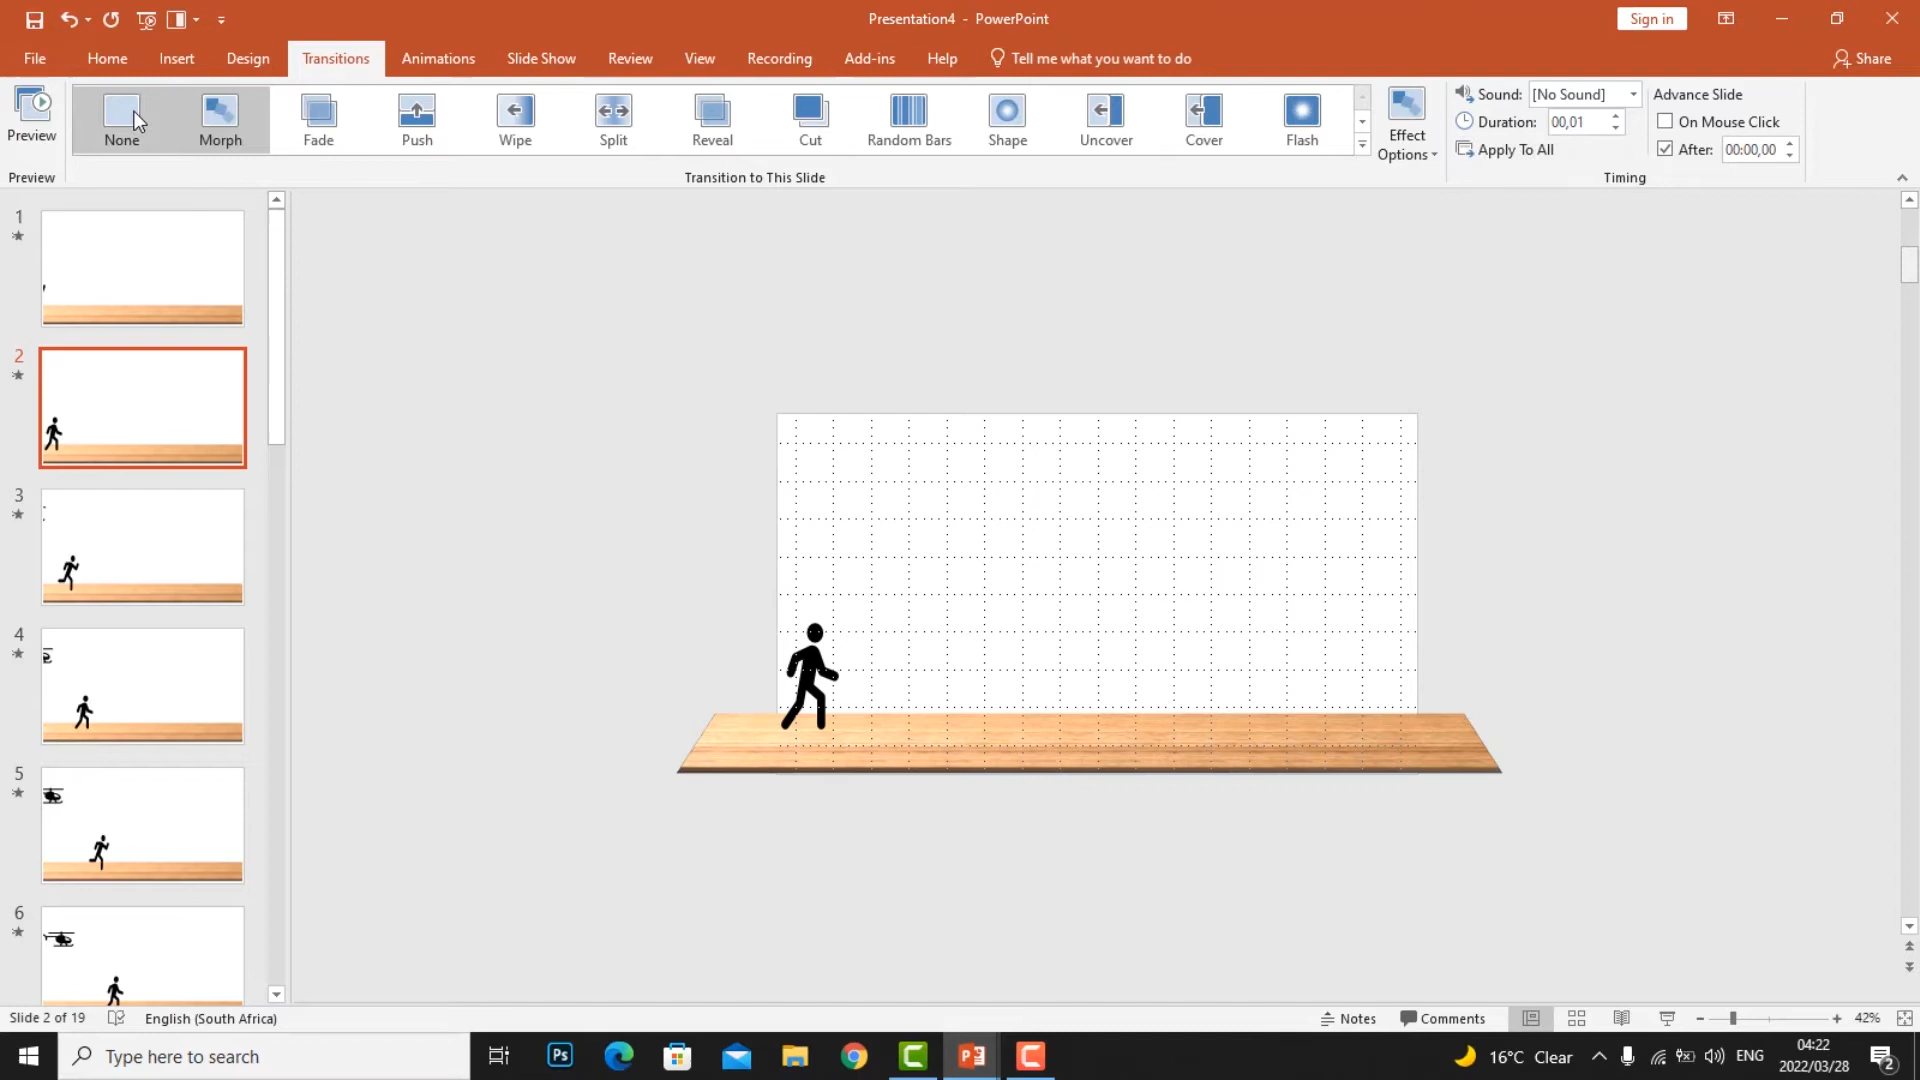 Presentation4 - PowerPoint
Sign in
File Home Insert Design Transitions Animations Slide Show Review View Recording Add-ins Help Tell me what you want to do Share
Preview
None Morph Fade Push Wipe Split Reveal Cut Random Bars Shape Uncover Cover Flash
Effect Options
Sound: [No Sound]
Duration: 00,01
Apply To All
Advance Slide
On Mouse Click
After: 00:00,00
Preview Transition to This Slide Timing
1
2
3
4
5
6
Slide 2 of 19 English (South Africa) Notes Comments 42%
Type here to search
Ps
16°C Clear ENG
04:22
2022/03/28
2